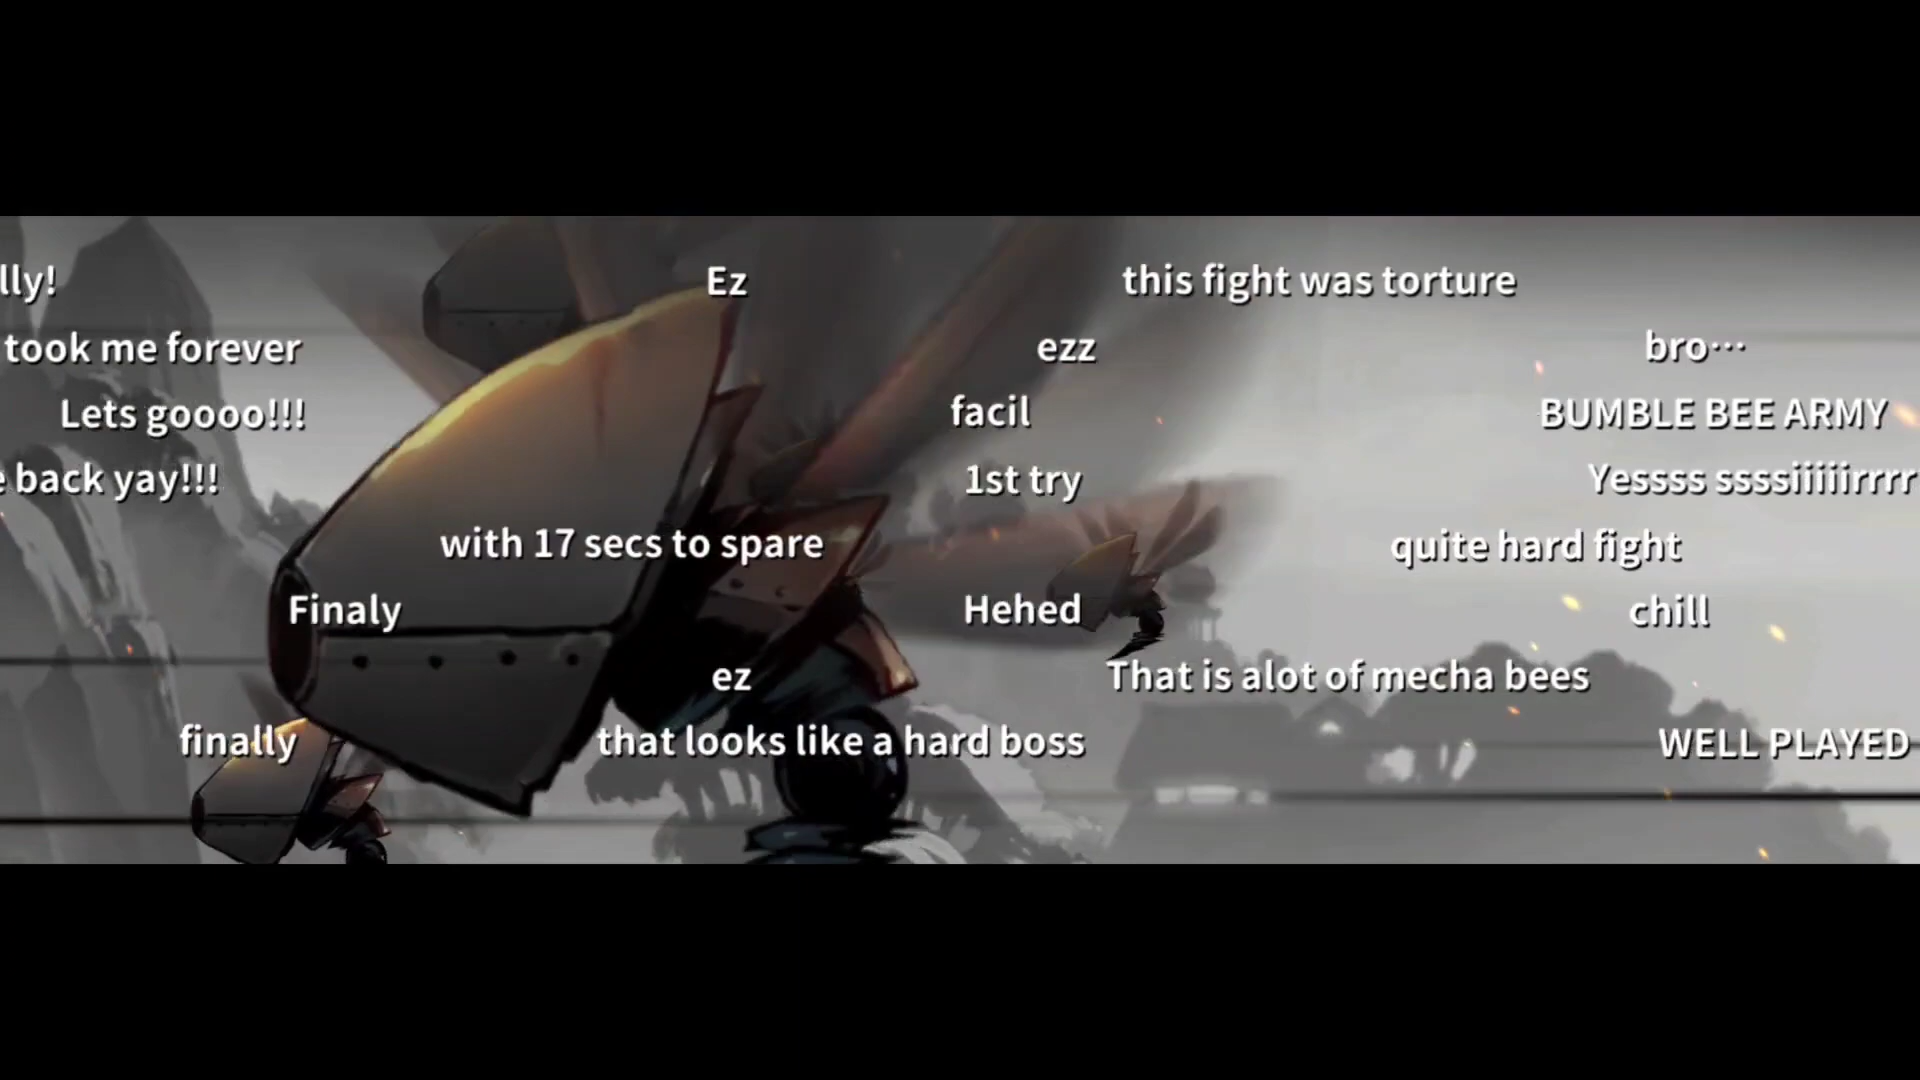 lly!
Ez
this fight was torture
took me forever
ezz
bro…
Lets goooo!!!
facil
BUMBLE BEE ARMY
back yay!!!
1st try
Yessss ssssiiiiirrrr
with 17 secs to spare
quite hard fight
Finaly
Hehed
chill
ez
That is alot of mecha bees
finally
that looks like a hard boss
WELL PLAYED